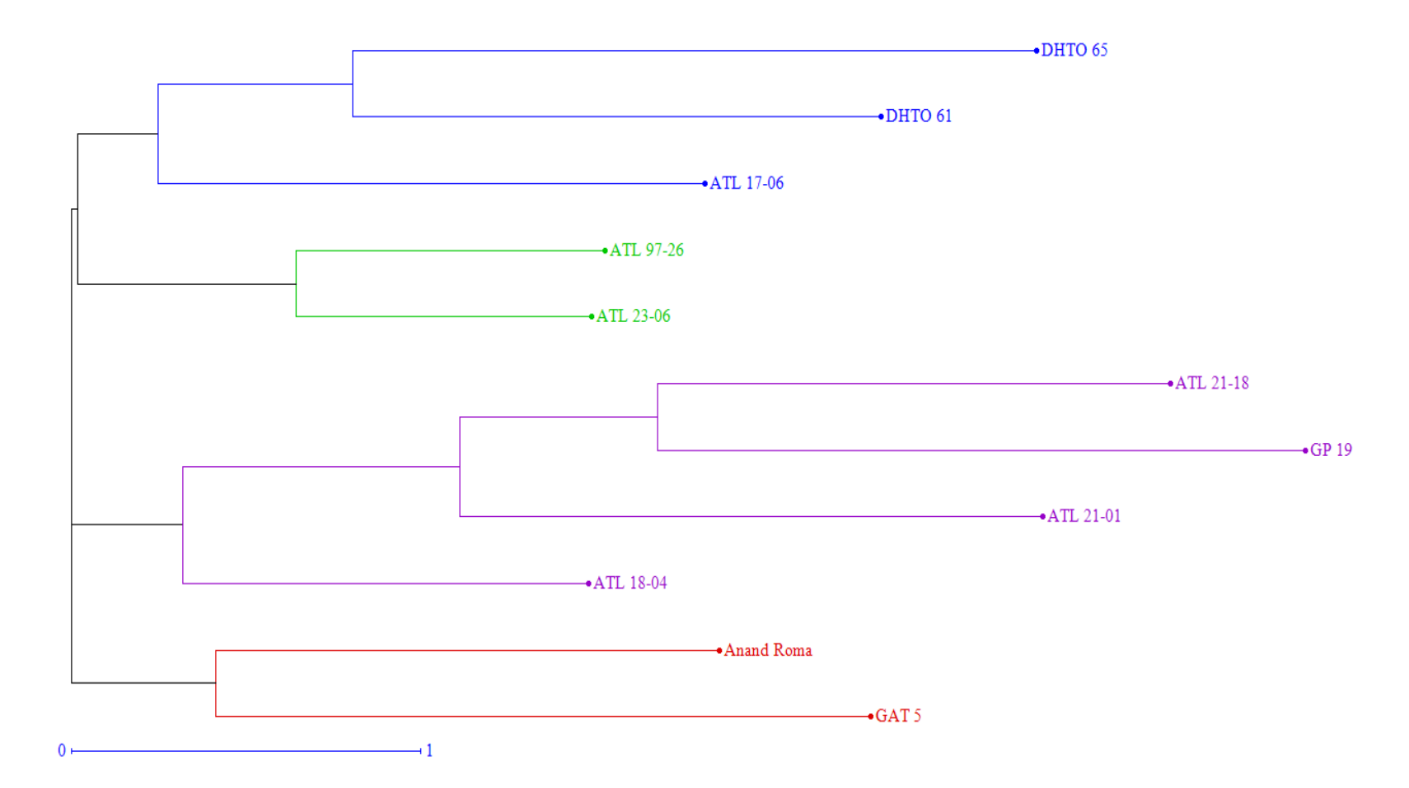 DHTO 65
DHTO 61
ATL 17-06
ATL 97-26
ATL 23-06
ATL 21-18
GP 19
ATL 21-01
ATL 18-04
Anand Roma
GAT 5
0 1